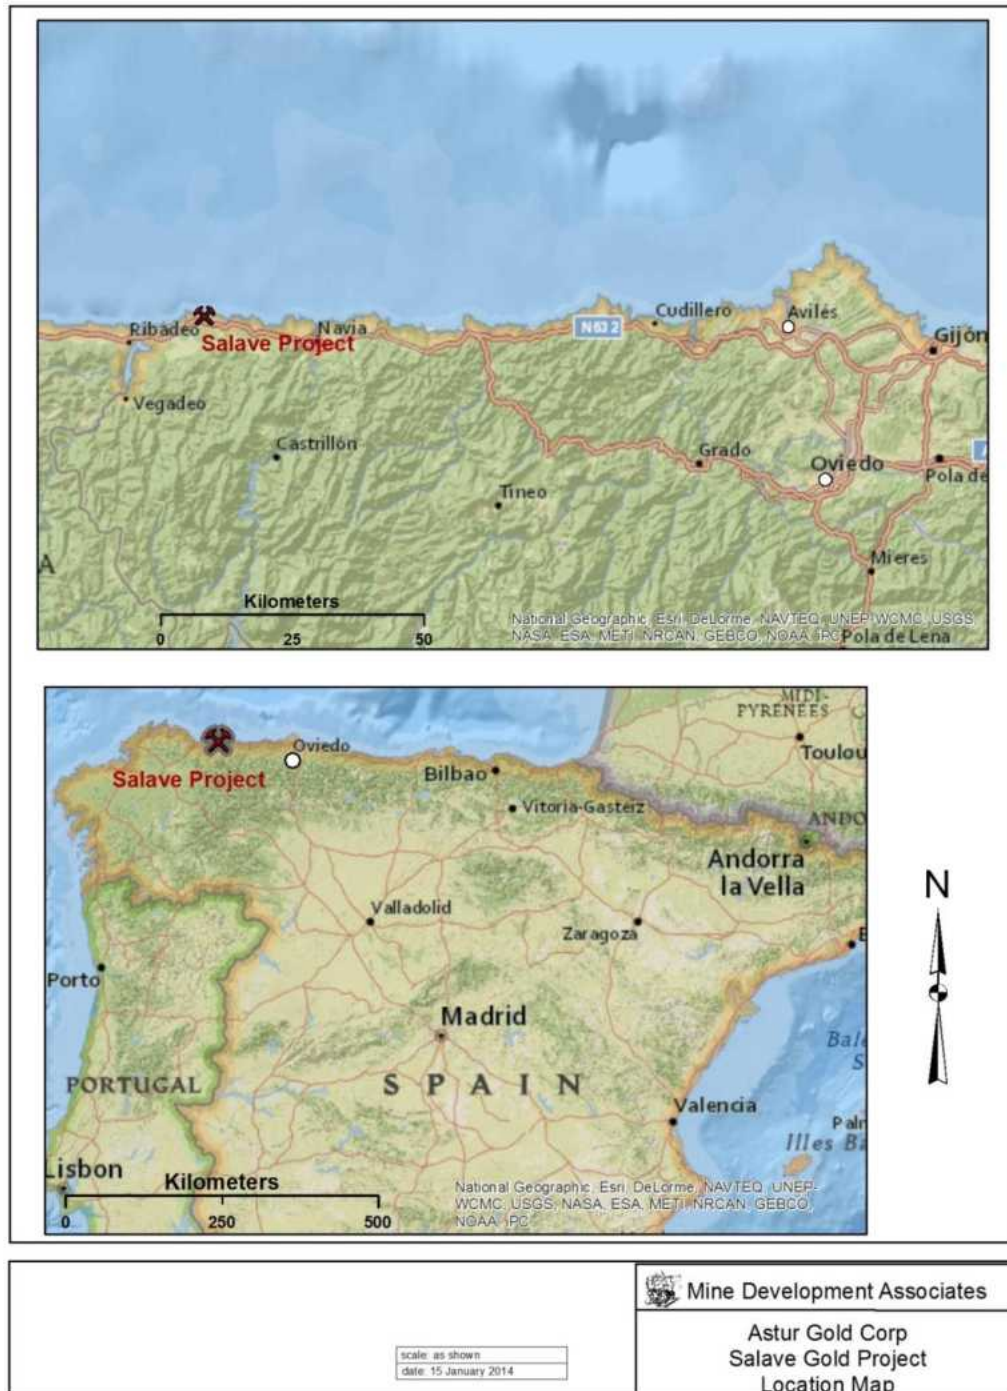 Cudillero
Avilés
N632
Ribadeo
Navia
Gijón
Salave Project
Vegadeo
Castrillón
Grado
Oviedo
Pola de
Tineo
Mieres
A
Kilometers
0 25 50
National Geographic, Esri, DeLorme, NAVTEQ, UNEP-WCMC, USGS,
NASA, ESA, METI, NRCAN, GEBCO, NOAA, iPC
Pola de Lena
MIDI-
PYRÉNÉES
Oviedo
Toulou
Salave Project
Bilbao
Vitoria-Gasteiz
ANDO
Andorra
la Vella
Valladolid
Zaragoza
Porto
Madrid
PORTUGAL
SPAIN
Valencia
Illes Ba
Lisbon
Kilometers
0 250 500
National Geographic, Esri, DeLorme, NAVTEQ, UNEP-
WCMC, USGS, NASA, ESA, METI, NRCAN, GEBCO,
NOAA, iPC
N
Mine Development Associates
Astur Gold Corp
Salave Gold Project
Location Map
scale: as shown
date: 15 January 2014